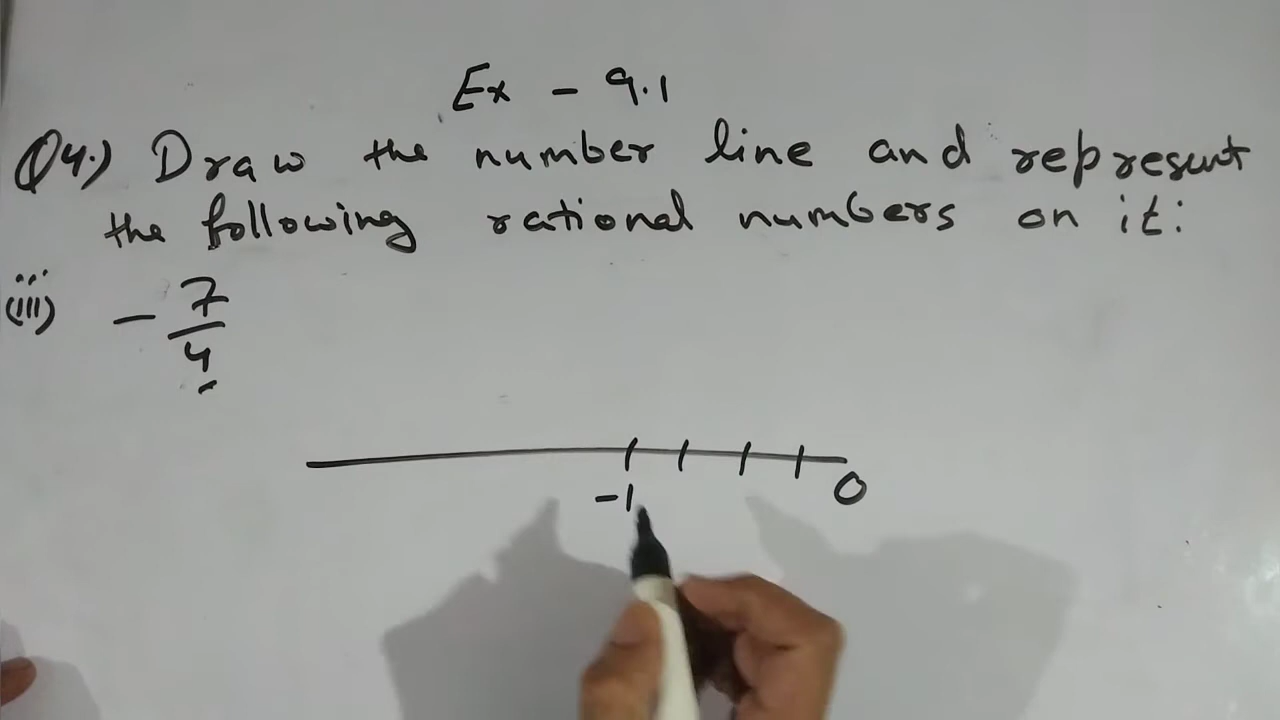 Ex - 9.1
Q4.) Draw the number line and represent
the following rational numbers on it:
(iii) - 7/4
-1 0